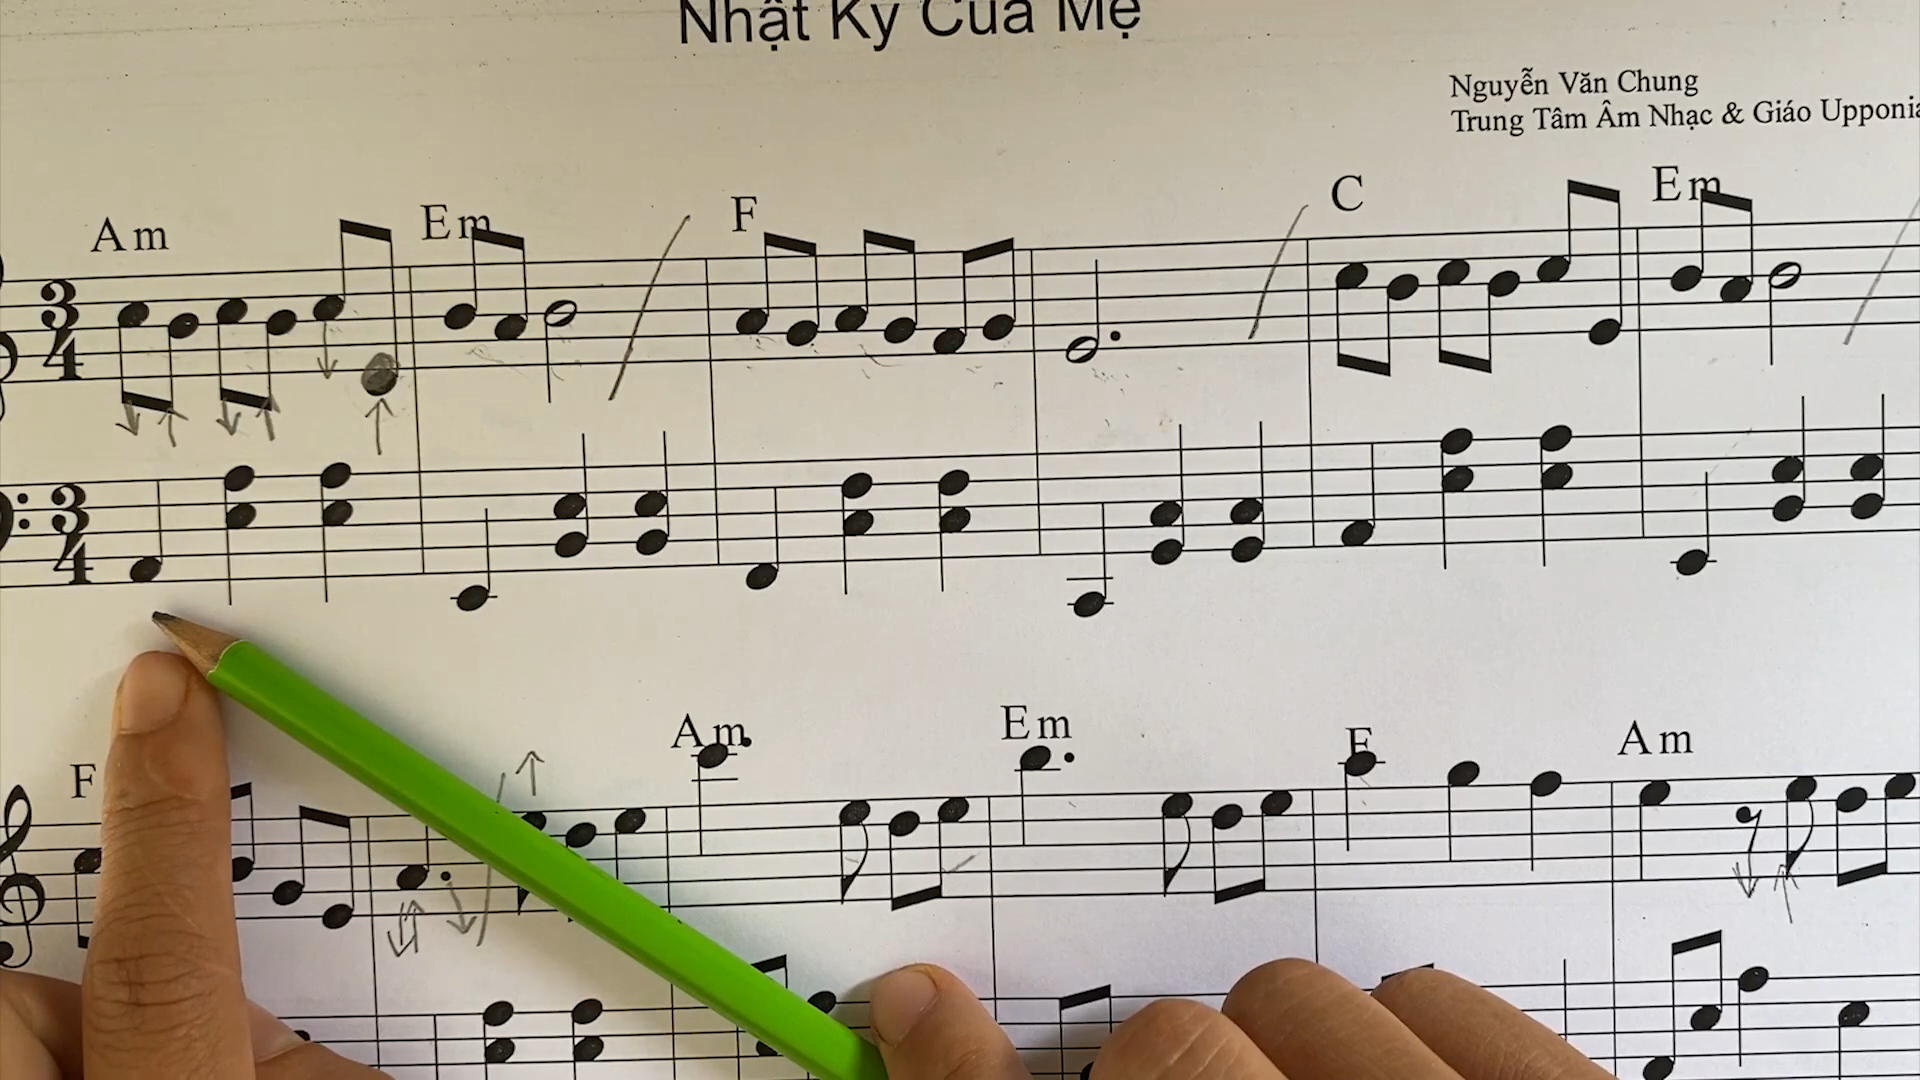 Nhật Ký Của Mẹ
Nguyễn Văn Chung
Trung Tâm Âm Nhạc & Giáo Upponia
Am Em F C Em
3 4
3 4
F Am Em F Am